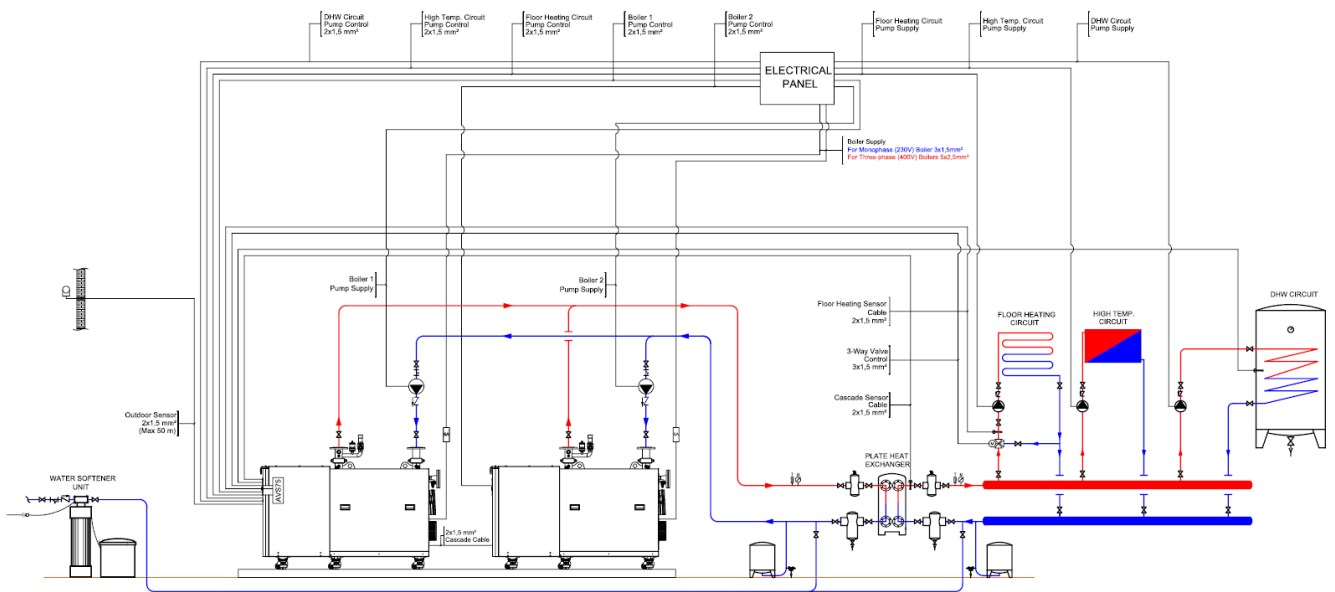 DHW Circuit
Pump Control
2x1,5 mm²
High Temp. Circuit
Pump Control
2x1,5 mm²
Floor Heating Circuit
Pump Control
2x1,5 mm²
Boiler 1
Pump Control
2x1,5 mm²
Boiler 2
Pump Control
2x1,5 mm²
Floor Heating Circuit
Pump Supply
High Temp. Circuit
Pump Supply
DHW Circuit
Pump Supply
ELECTRICAL
PANEL
Boiler Supply
For Monophase (230V) Boiler 3x1,5mm²
For Three-phase (400V) Boilers 5x2,5mm²
Boiler 1
Pump Supply
Boiler 2
Pump Supply
Floor Heating Sensor
Cable
2x1,5 mm²
3-Way Valve
Control
3x1,5 mm²
Cascade Sensor
Cable
2x1,5 mm²
FLOOR HEATING
CIRCUIT
HIGH TEMP.
CIRCUIT
DHW CIRCUIT
Outdoor Sensor
2x1,5 mm²
(Max 50 m)
WATER SOFTENER
UNIT
AVS75
PLATE HEAT
EXCHANGER
2x1,5 mm²
Cascade Cable